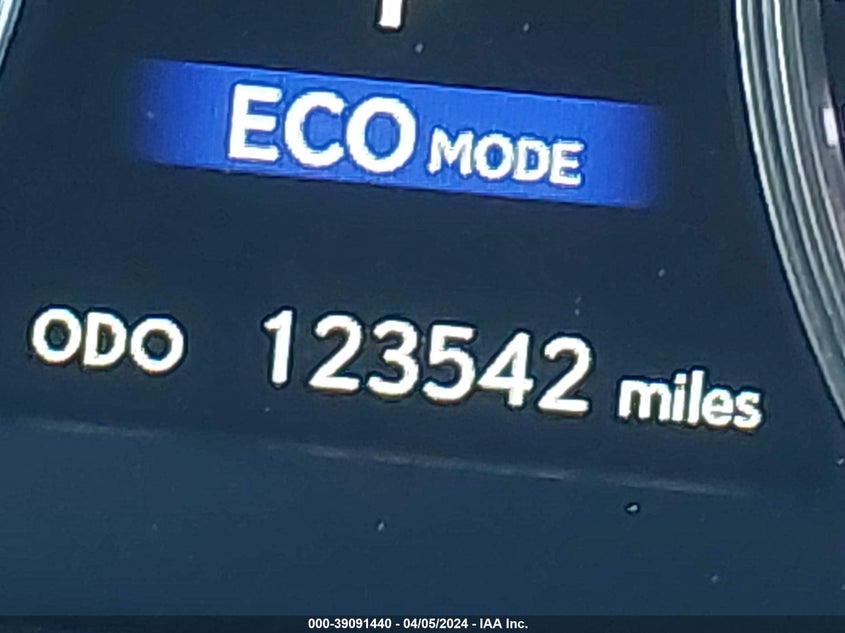 ECO MODE
ODO 123542 miles
000-39091440 - 04/05/2024 - IAA Inc.